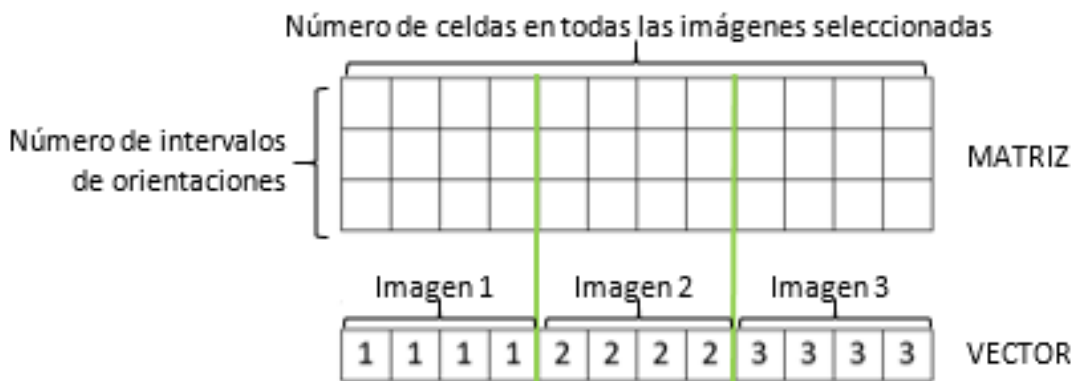 Número de celdas en todas las imágenes seleccionadas
Número de intervalos
de orientaciones
MATRIZ
Imagen 1 Imagen 2 Imagen 3
1 1 1 1 2 2 2 2 3 3 3 3 VECTOR